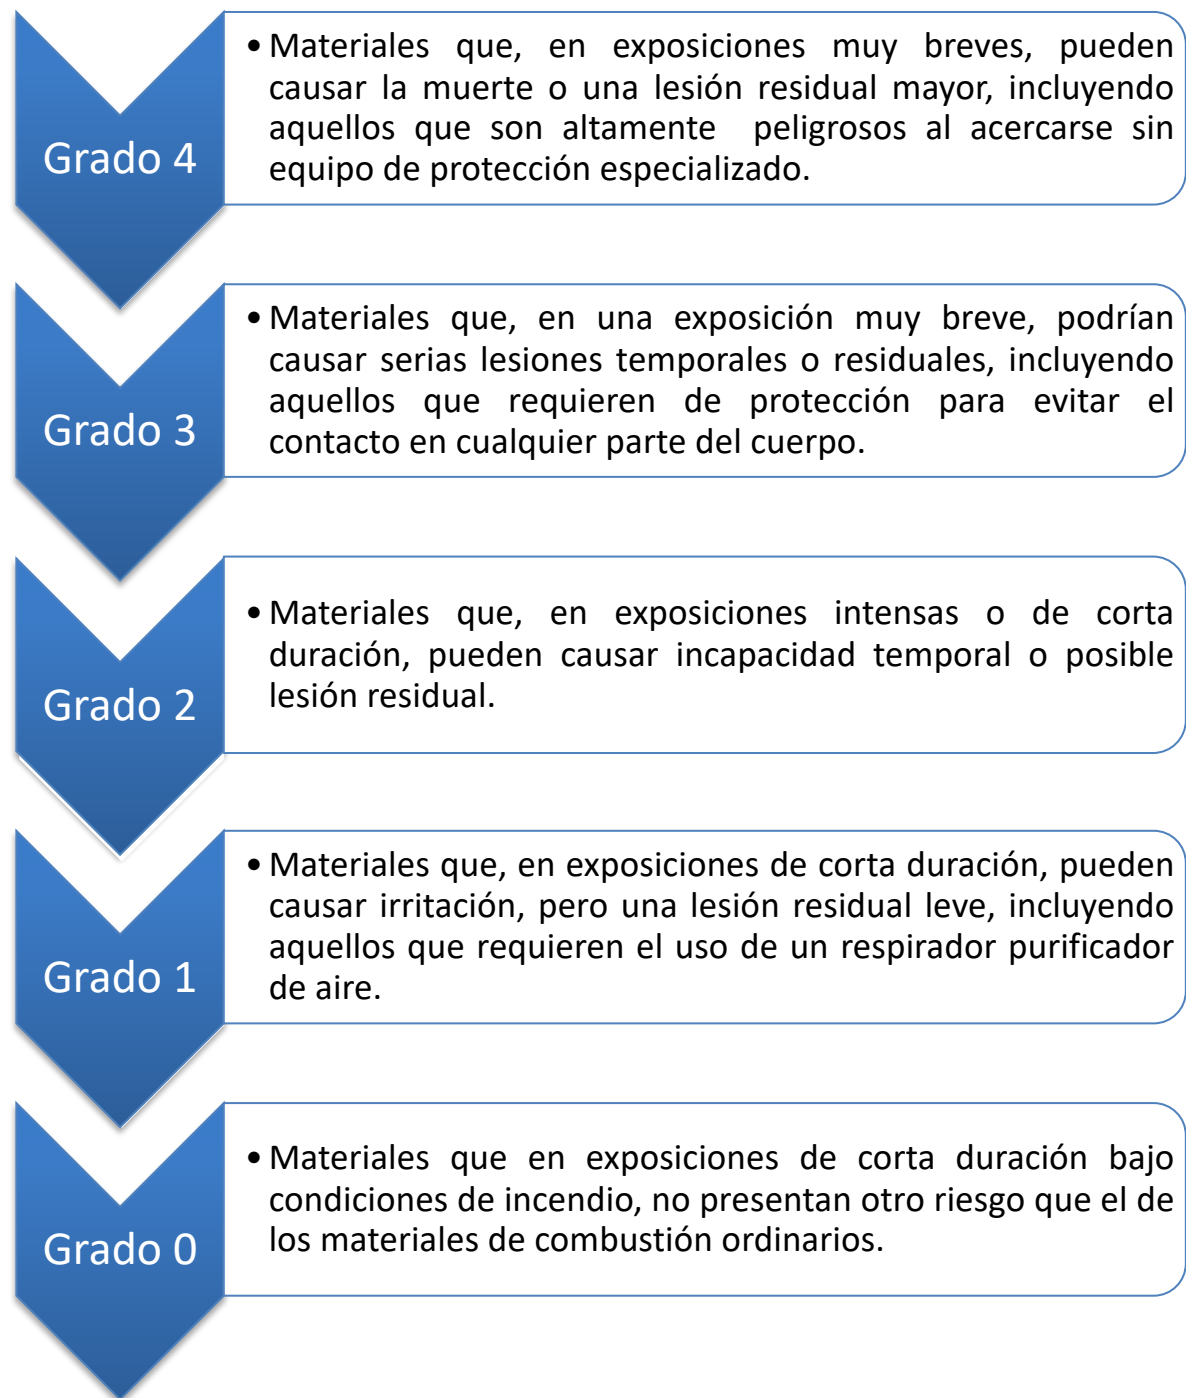 Grado 4
• Materiales que, en exposiciones muy breves, pueden
causar la muerte o una lesión residual mayor, incluyendo
aquellos que son altamente peligrosos al acercarse sin
equipo de protección especializado.
Grado 3
• Materiales que, en una exposición muy breve, podrían
causar serias lesiones temporales o residuales, incluyendo
aquellos que requieren de protección para evitar el
contacto en cualquier parte del cuerpo.
Grado 2
• Materiales que, en exposiciones intensas o de corta
duración, pueden causar incapacidad temporal o posible
lesión residual.
Grado 1
• Materiales que, en exposiciones de corta duración, pueden
causar irritación, pero una lesión residual leve, incluyendo
aquellos que requieren el uso de un respirador purificador
de aire.
Grado 0
• Materiales que en exposiciones de corta duración bajo
condiciones de incendio, no presentan otro riesgo que el de
los materiales de combustión ordinarios.